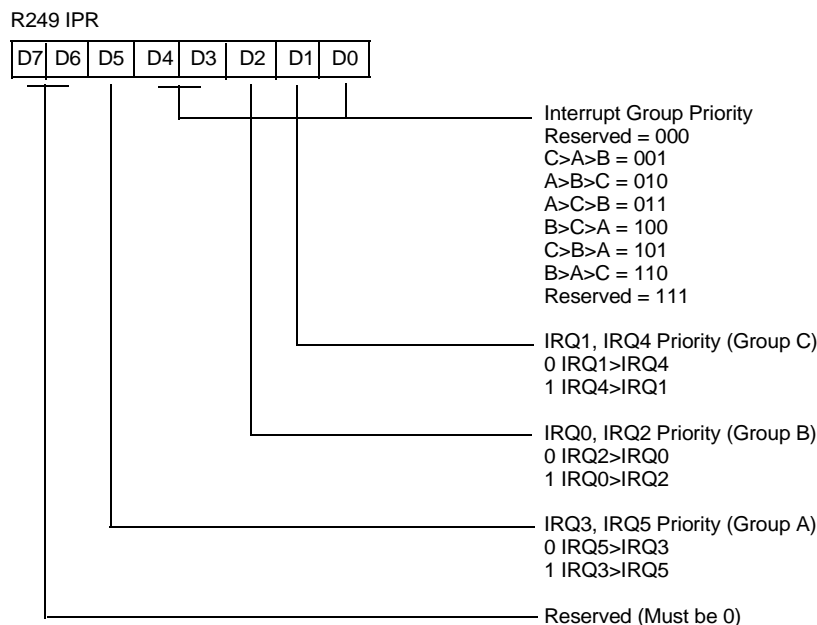 R249 IPR
D7 D6 D5 D4 D3 D2 D1 D0
Interrupt Group Priority
Reserved = 000
C>A>B = 001
A>B>C = 010
A>C>B = 011
B>C>A = 100
C>B>A = 101
B>A>C = 110
Reserved = 111
IRQ1, IRQ4 Priority (Group C)
0 IRQ1>IRQ4
1 IRQ4>IRQ1
IRQ0, IRQ2 Priority (Group B)
0 IRQ2>IRQ0
1 IRQ0>IRQ2
IRQ3, IRQ5 Priority (Group A)
0 IRQ5>IRQ3
1 IRQ3>IRQ5
Reserved (Must be 0)